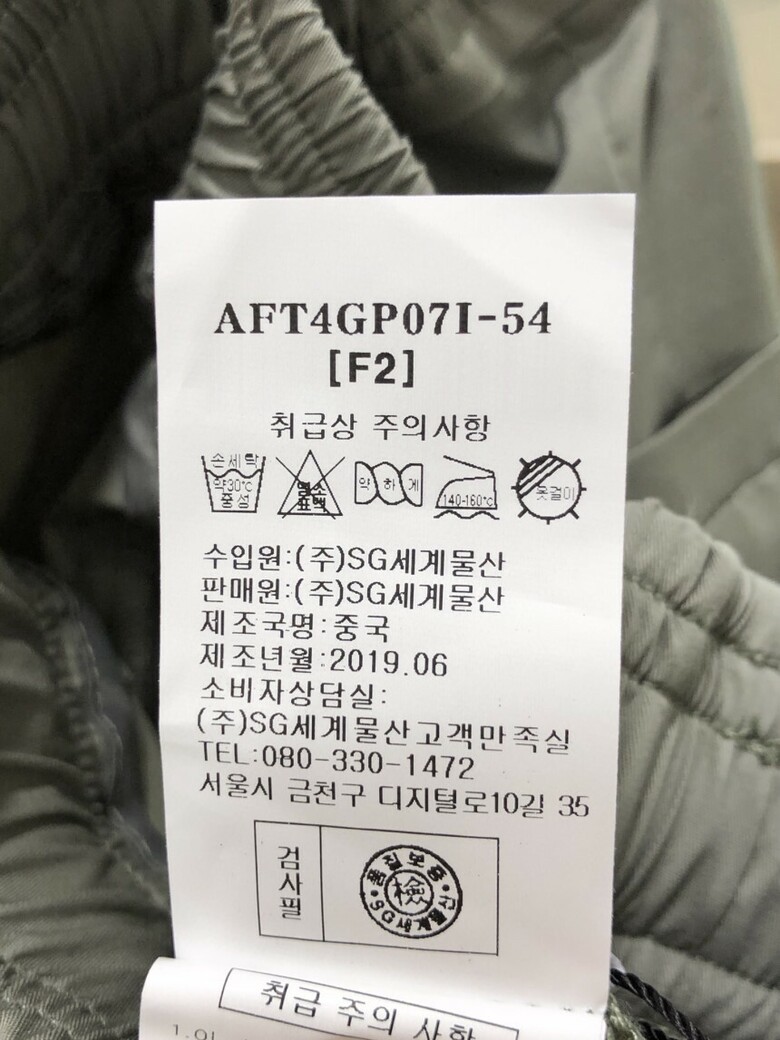 AFT4GP07I-54
[F2]
취급상 주의사항
손세탁
약30℃
중성
염소
표백
약하게
140-160℃
옷걸이
수입원:(주)SG세계물산
판매원:(주)SG세계물산
제조국명:중국
제조년월:2019.06
소비자상담실:
(주)SG세계물산고객만족실
TEL:080-330-1472
서울시 금천구 디지털로10길 35
검사필
품질보증
檢
SG세계물산
취급 주의 사항